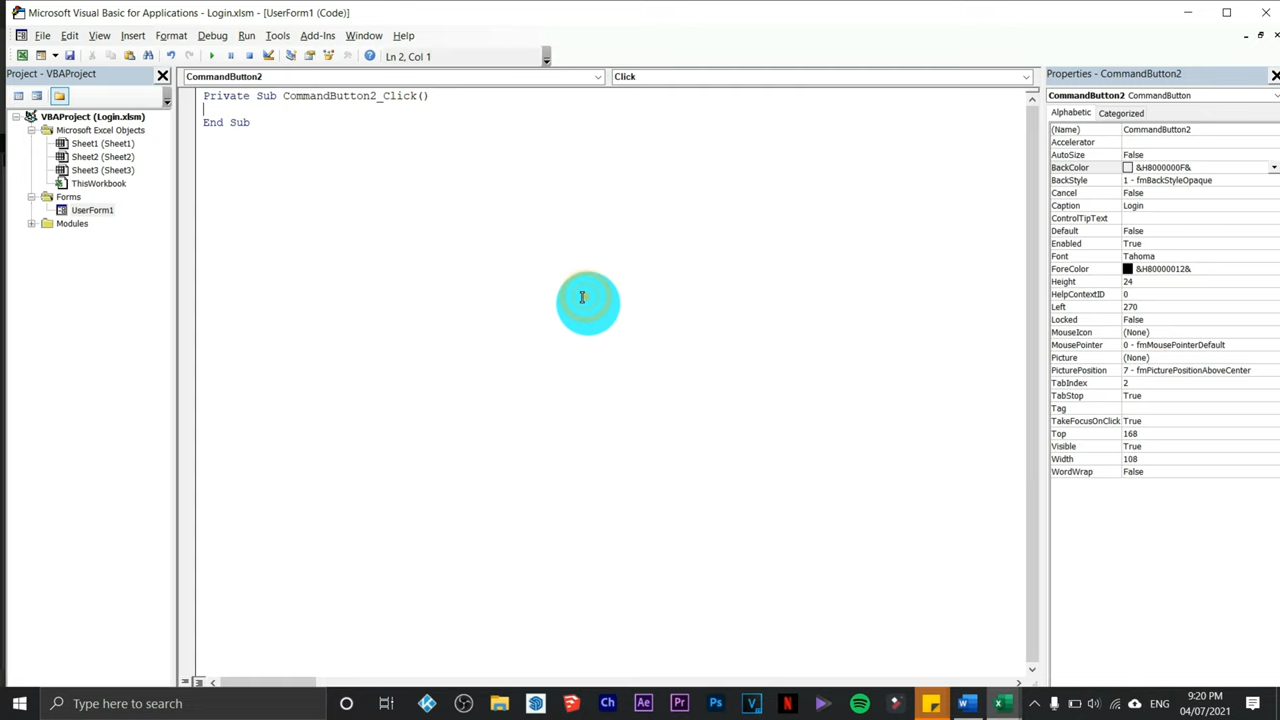 Microsoft Visual Basic for Applications - Login.xlsm - [UserForm1 (Code)]
File Edit View Insert Format Debug Run Tools Add-Ins Window Help
Ln 2, Col 1
Project - VBAProject
VBAProject (Login.xlsm)
Microsoft Excel Objects
Sheet1 (Sheet1)
Sheet2 (Sheet2)
Sheet3 (Sheet3)
ThisWorkbook
Forms
UserForm1
Modules
CommandButton2 Click
Private Sub CommandButton2_Click()
End Sub
Properties - CommandButton2
CommandButton2 CommandButton
Alphabetic Categorized
(Name) CommandButton2
Accelerator
AutoSize False
BackColor &H8000000F&
BackStyle 1 - fmBackStyleOpaque
Cancel False
Caption Login
ControlTipText
Default False
Enabled True
Font Tahoma
ForeColor &H80000012&
Height 24
HelpContextID 0
Left 270
Locked False
MouseIcon (None)
MousePointer 0 - fmMousePointerDefault
Picture (None)
PicturePosition 7 - fmPicturePositionAboveCenter
TabIndex 2
TabStop True
Tag
TakeFocusOnClick True
Top 168
Visible True
Width 108
WordWrap False
Type here to search
Ch Ae Pr Ps V N
ENG
9:20 PM
04/07/2021